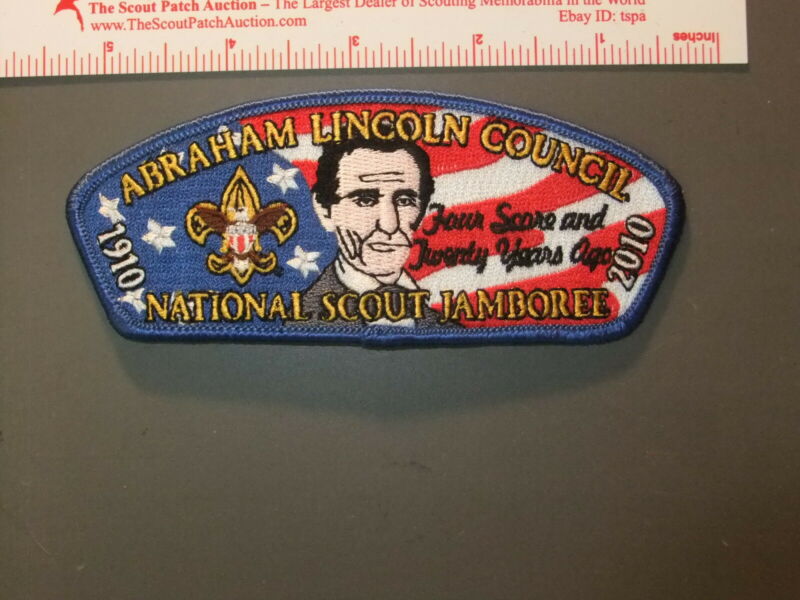 The Scout Patch Auction – The Largest Dealer of Scouting Memorabilia in the World
www.TheScoutPatchAuction.com
Ebay ID: tspa
5 4 3 2 1 Inches
ABRAHAM LINCOLN COUNCIL
Four Score and
Twenty Years Ago
1910
2010
NATIONAL SCOUT JAMBOREE